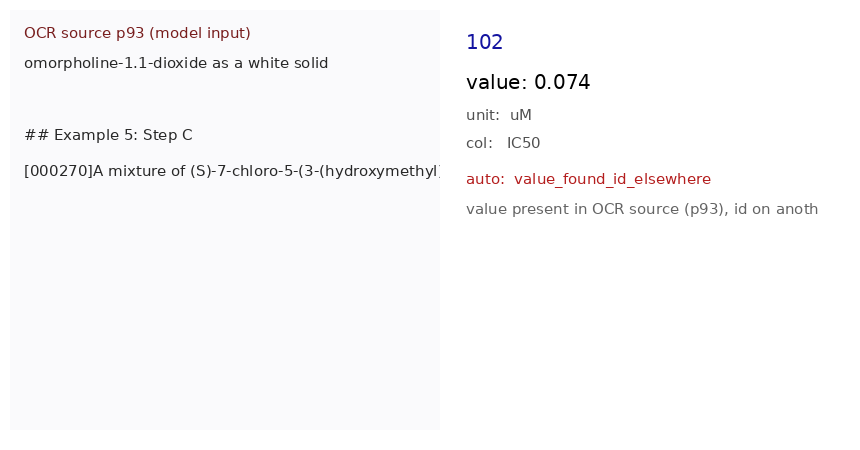 OCR source p93 (model input)
omorpholine-1.1-dioxide as a white solid
## Example 5: Step C
[000270]A mixture of (S)-7-chloro-5-(3-(hydroxymethyl)
102
value: 0.074
unit: uM
col: IC50
auto: value_found_id_elsewhere
value present in OCR source (p93), id on anoth